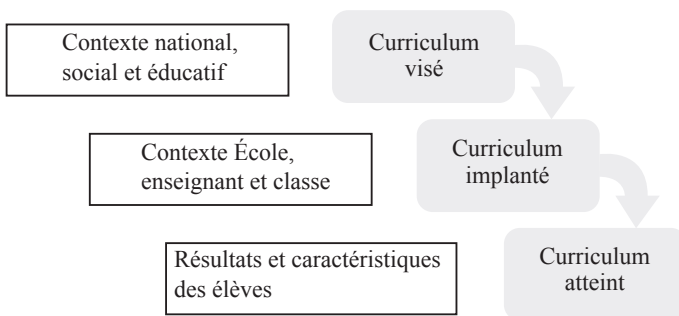 Contexte national,
social et éducatif
Curriculum
visé
Contexte École,
enseignant et classe
Curriculum
implanté
Résultats et caractéristiques
des élèves
Curriculum
atteint